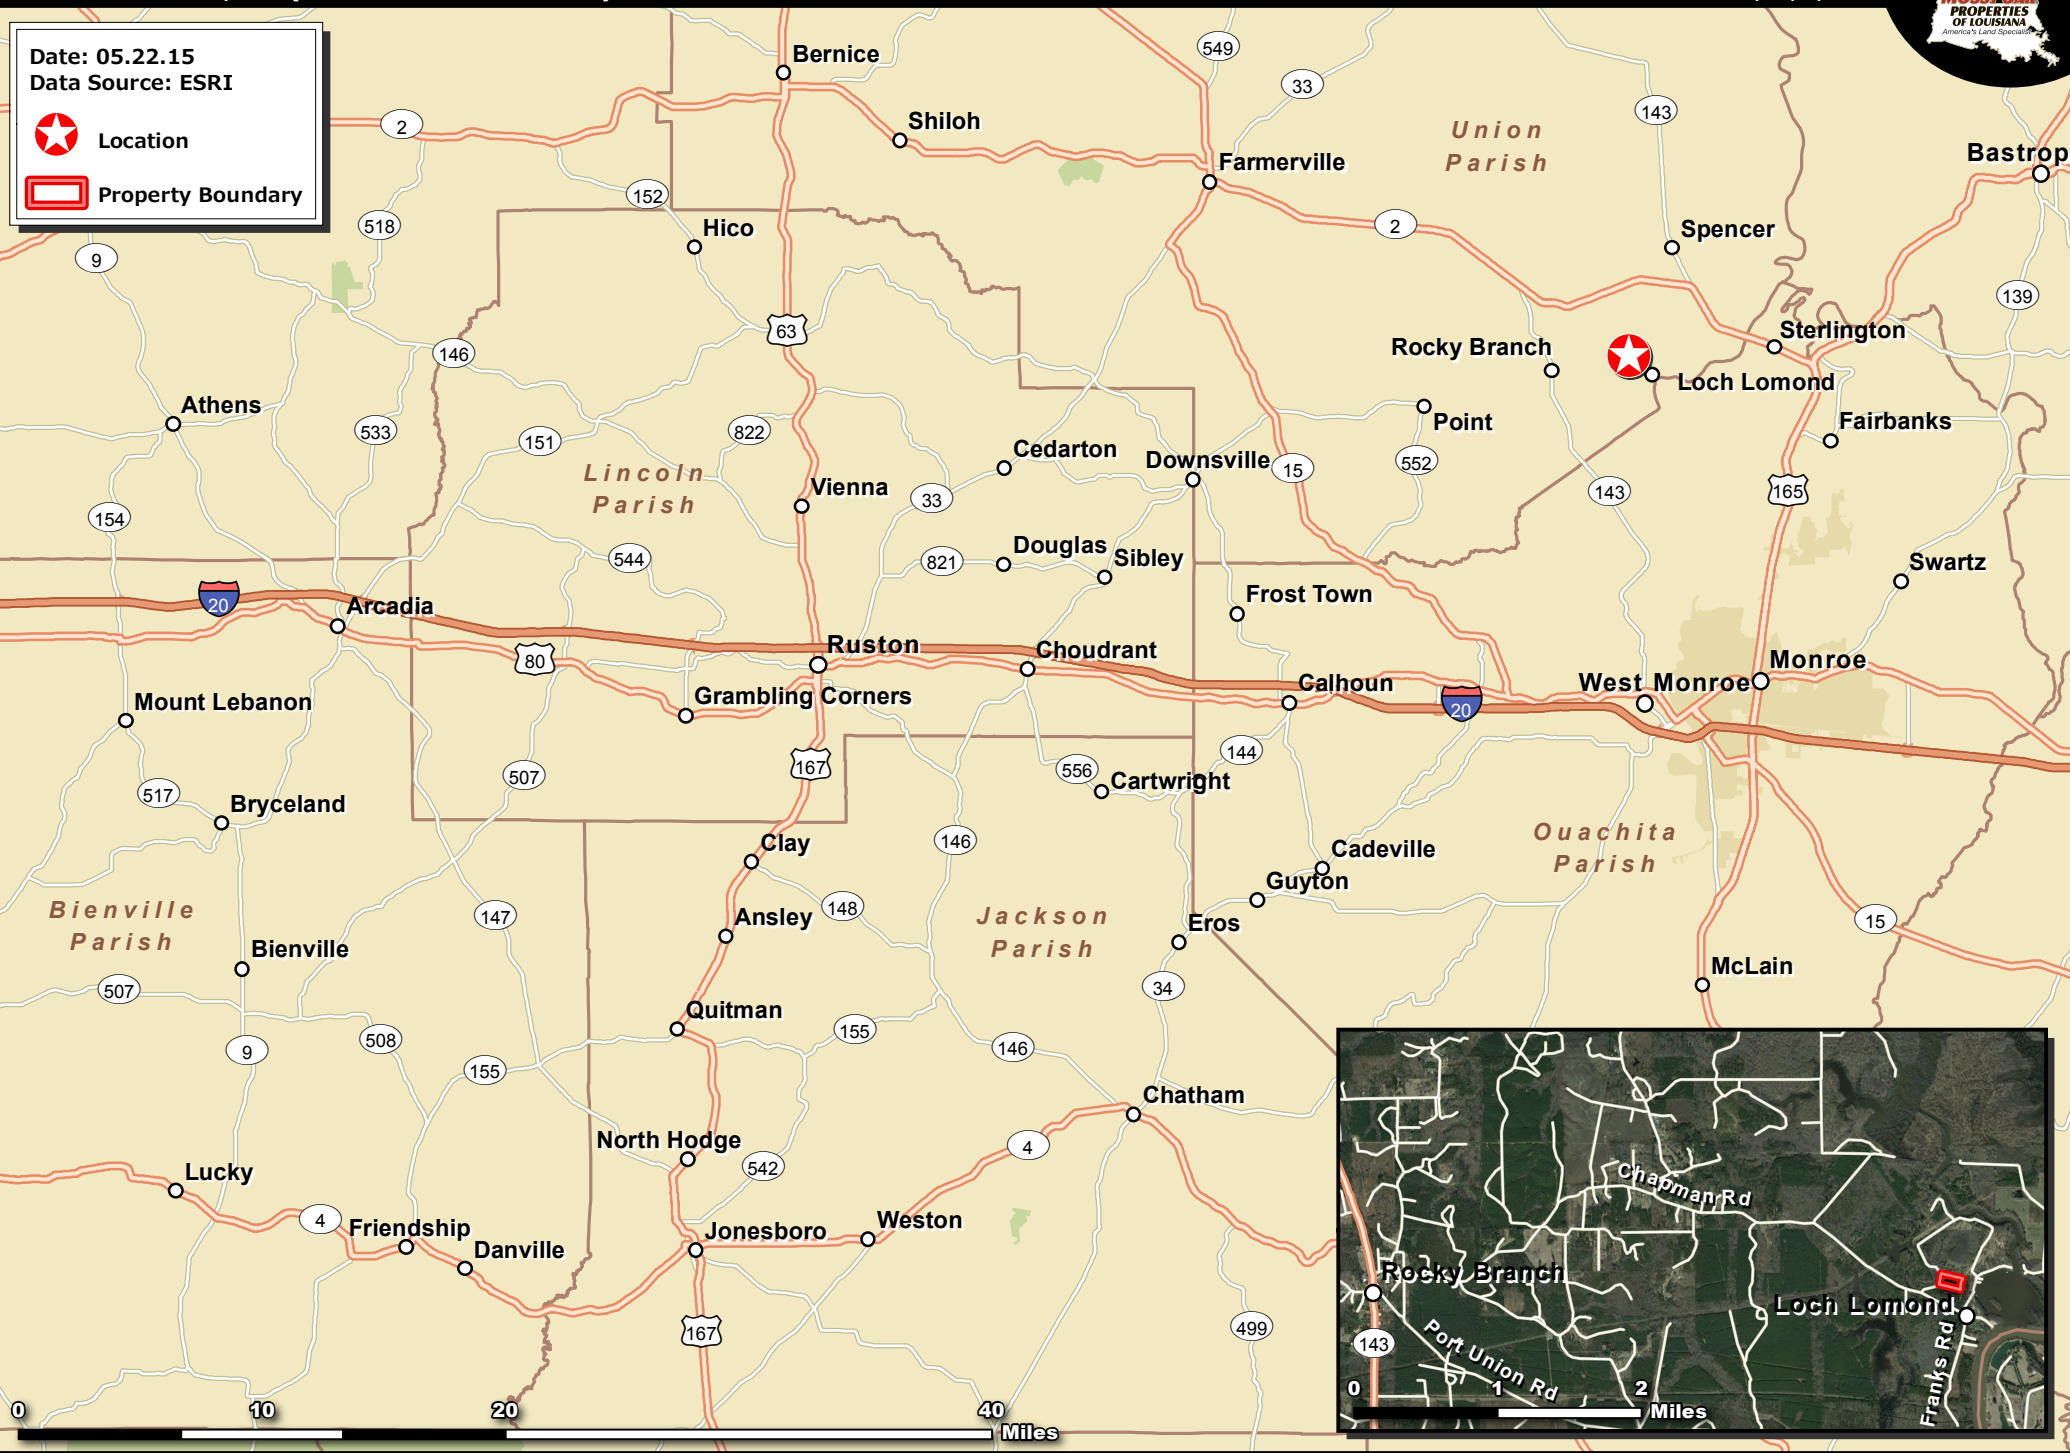 PROPERTIES
OF LOUISIANA
America's Land Specialist
Date: 05.22.15
Data Source: ESRI
Location
Property Boundary
Bernice
549
33
143
2
Shiloh
Union
Parish
Farmerville
Bastrop
152
518
Hico
2
Spencer
9
139
63
Sterlington
146
Rocky Branch
Loch Lomond
Athens
Point
Fairbanks
533
151
822
Cedarton
Downsville
15
552
Lincoln
Parish
Vienna
33
143
165
154
544
821
Douglas
Sibley
Swartz
20
Arcadia
Frost Town
Ruston
Choudrant
80
Monroe
Mount Lebanon
Grambling Corners
Calhoun
West Monroe
20
167
144
507
556
Cartwright
517
Bryceland
Clay
146
Cadeville
Ouachita
Parish
Guyton
Bienville
Parish
147
148
Ansley
Jackson
Parish
Eros
15
Bienville
McLain
507
34
Quitman
508
155
146
9
155
Chatham
North Hodge
4
542
Lucky
4
Friendship
Danville
Jonesboro
Weston
167
499
0
10
20
40
Miles
Chapman Rd
Rocky Branch
Loch Lomond
143
Port Union Rd
Franks Rd
0
1
2
Miles